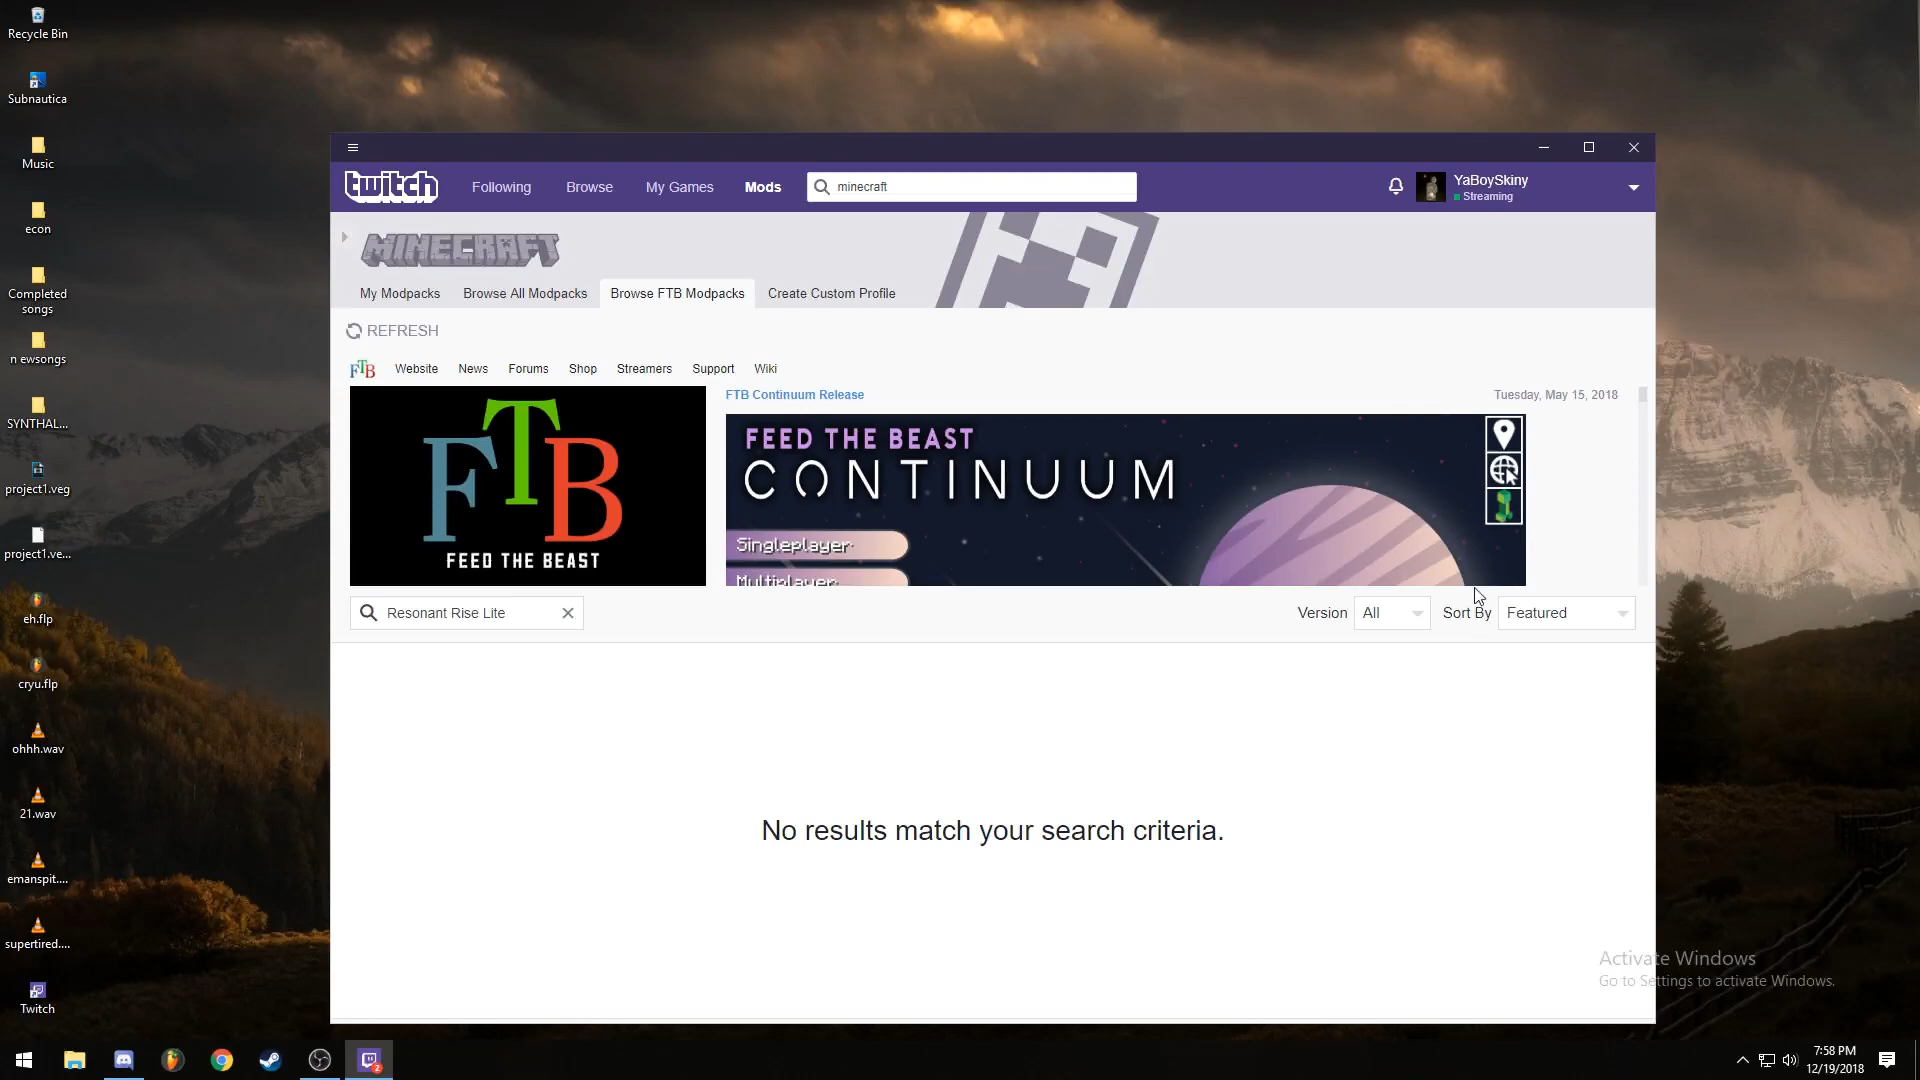 Recycle Bin
Subnautica
Music
econ
Completed
songs
n ewsongs
SYNTHAL...
project1.veg
project1.ve...
eh.flp
cryu.flp
ohhh.wav
21.wav
emanspit....
supertired....
Twitch
twitch
Following
Browse
My Games
Mods
minecraft
YaBoySkiny
Streaming
MINECRAFT
My Modpacks
Browse All Modpacks
Browse FTB Modpacks
Create Custom Profile
REFRESH
FTB
Website
News
Forums
Shop
Streamers
Support
Wiki
FTB
FEED THE BEAST
FTB Continuum Release
Tuesday, May 15, 2018
FEED THE BEAST
CONTINUUM
Singleplayer
Multiplayer
Resonant Rise Lite
Version
All
Sort By
Featured
No results match your search criteria.
Activate Windows
Go to Settings to activate Windows.
2
7:58 PM
12/19/2018